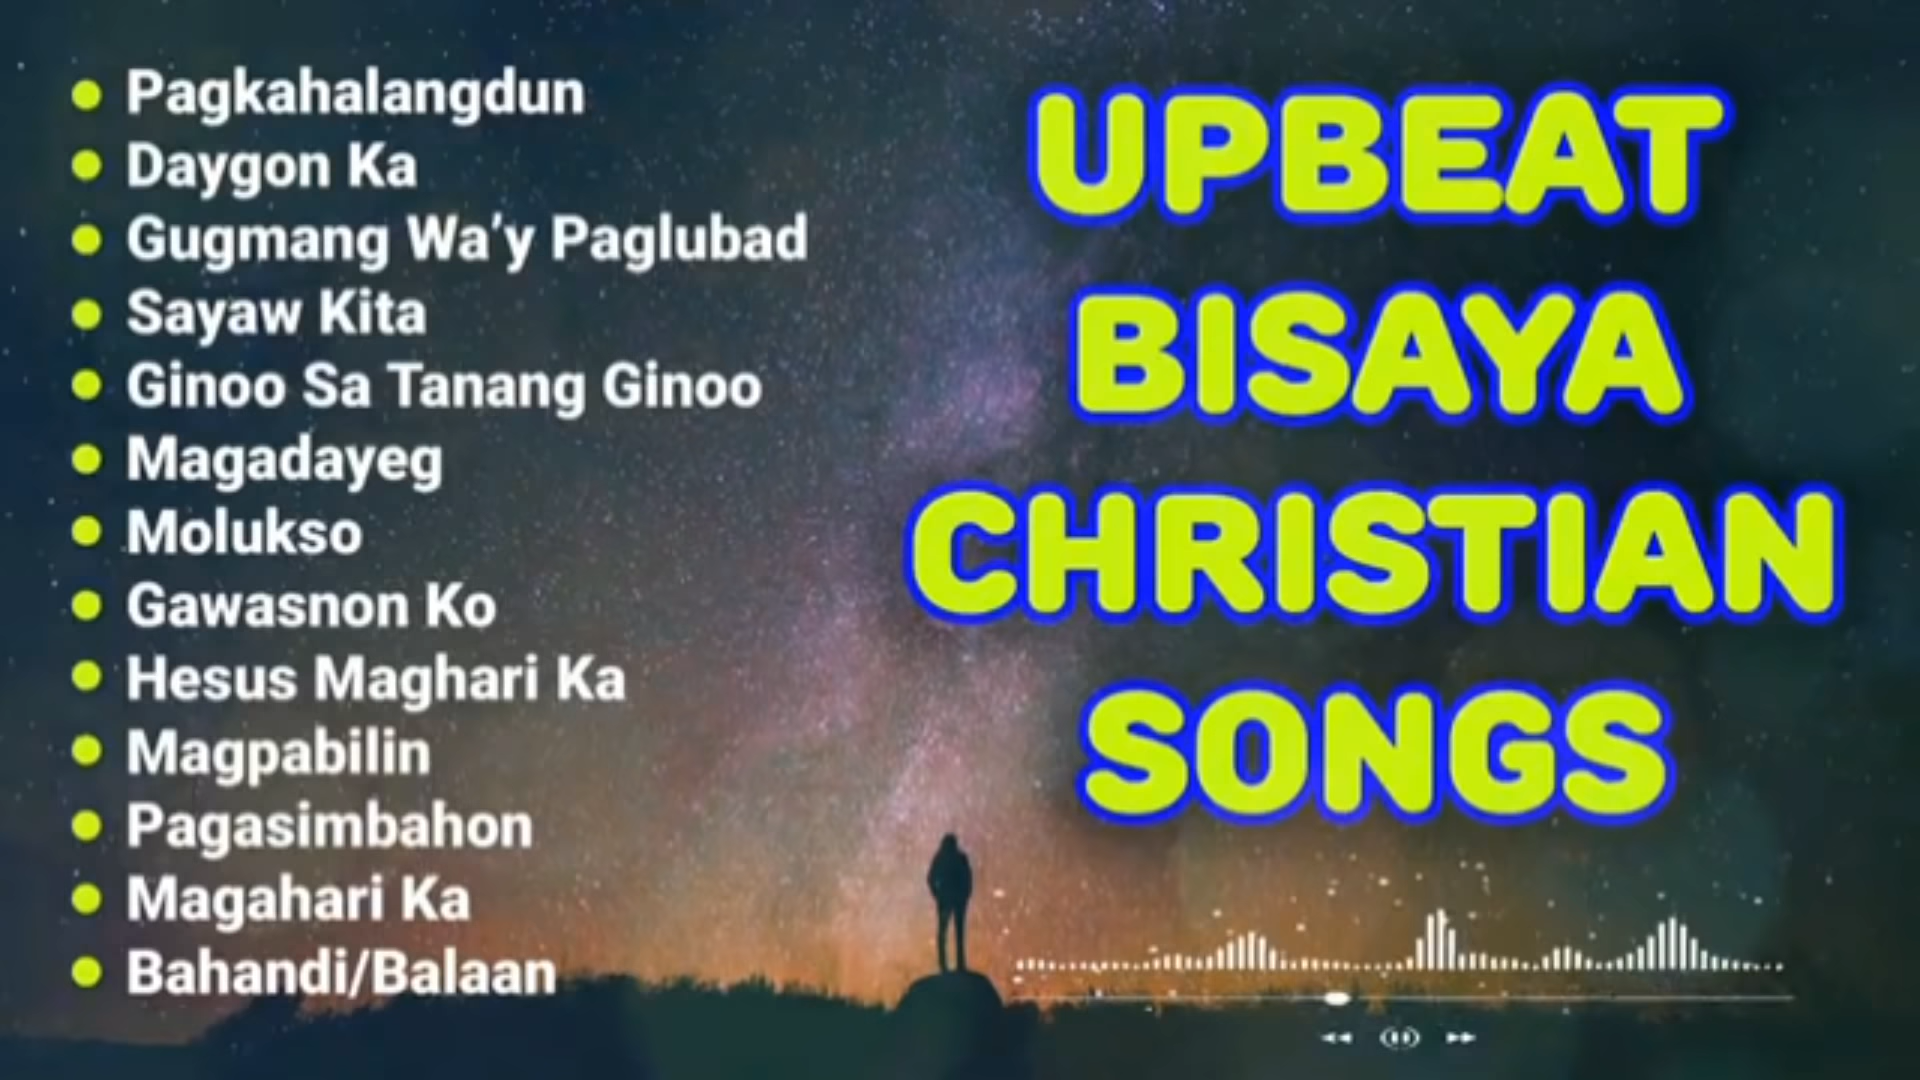 Pagkahalangdun
Daygon Ka
Gugmang Wa’y Paglubad
Sayaw Kita
Ginoo Sa Tanang Ginoo
Magadayeg
Molukso
Gawasnon Ko
Hesus Maghari Ka
Magpabilin
Pagasimbahon
Magahari Ka
Bahandi/Balaan
UPBEAT
BISAYA
CHRISTIAN
SONGS